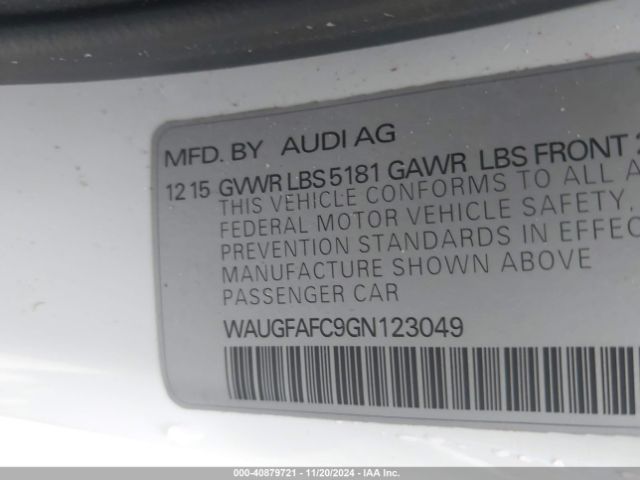 MFD. BY AUDI AG
12 15 GVWR LBS 5181 GAWR LBS FRONT
THIS VEHICLE CONFORMS TO ALL
FEDERAL MOTOR VEHICLE SAFETY,
PREVENTION STANDARDS IN EFFEC
MANUFACTURE SHOWN ABOVE
PASSENGER CAR
WAUGFAFC9GN123049
000-40879721 - 11/20/2024 - IAA Inc.